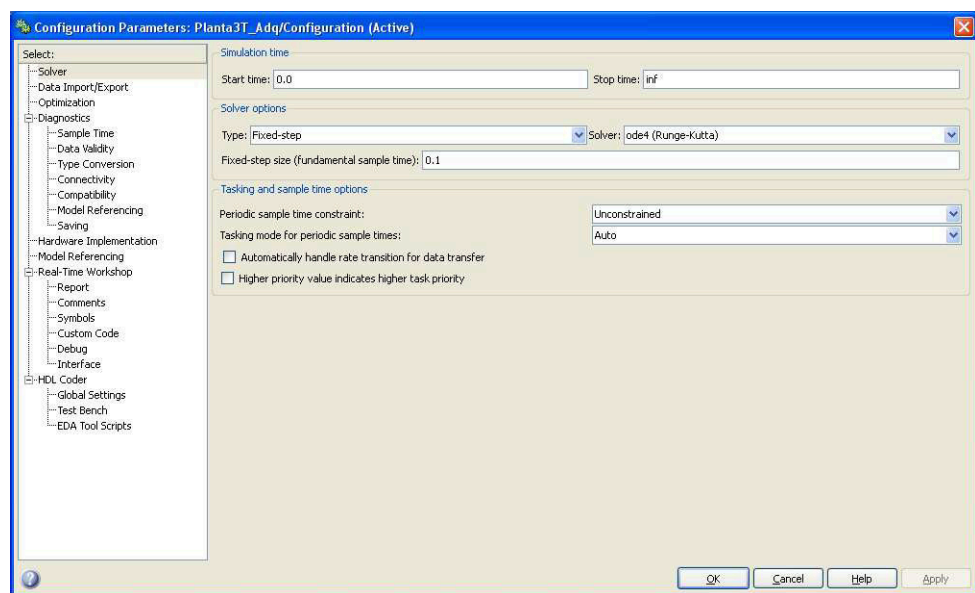 Configuration Parameters: Planta3T_Adq/Configuration (Active)
Select:
Solver
Data Import/Export
Optimization
Diagnostics
Sample Time
Data Validity
Type Conversion
Connectivity
Compatibility
Model Referencing
Saving
Hardware Implementation
Model Referencing
Real-Time Workshop
Report
Comments
Symbols
Custom Code
Debug
Interface
HDL Coder
Global Settings
Test Bench
EDA Tool Scripts
Simulation time
Start time: 0.0 Stop time: inf
Solver options
Type: Fixed-step Solver: ode4 (Runge-Kutta)
Fixed-step size (fundamental sample time): 0.1
Tasking and sample time options
Periodic sample time constraint: Unconstrained
Tasking mode for periodic sample times: Auto
Automatically handle rate transition for data transfer
Higher priority value indicates higher task priority
OK Cancel Help Apply